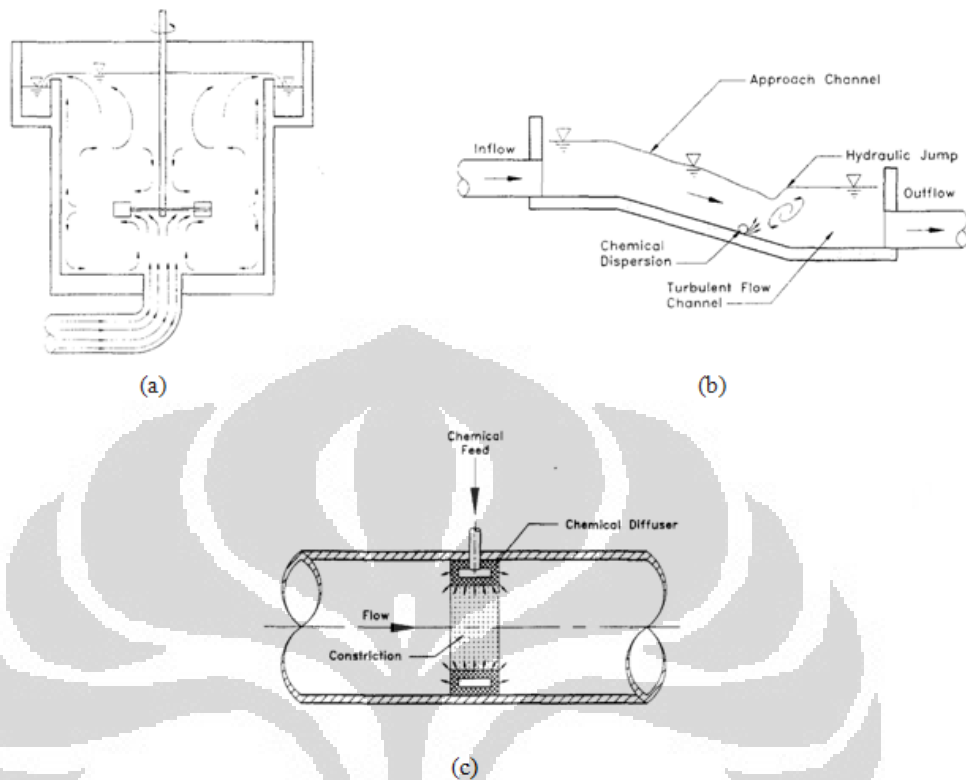 Approach Channel
Inflow
Hydraulic Jump
Outflow
Chemical
Dispersion
Turbulent Flow
Channel
(a)
(b)
Chemical
Feed
Chemical Diffuser
Flow
Constriction
(c)